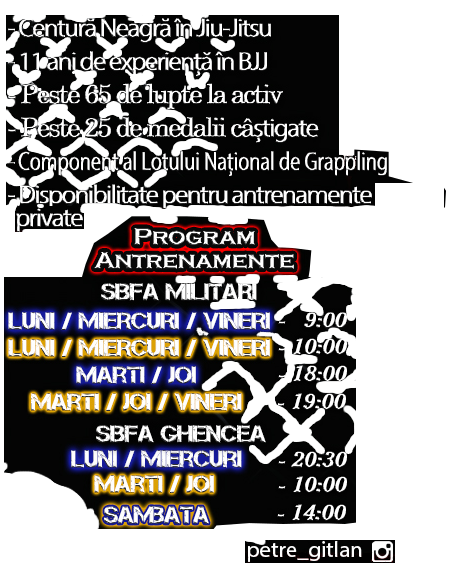 - Centură Neagră în Jiu-Jitsu
- 11 ani de experiență în BJJ
- Peste 65 de lupte la activ
- Peste 25 de medalii câștigate
- Component al Lotului Național de Grappling
- Disponibilitate pentru antrenamente
private
PROGRAM
ANTRENAMENTE
SBFA MILITARI
LUNI / MIERCURI / VINERI - 9:00
LUNI / MIERCURI / VINERI - 10:00
MARTI / JOI - 18:00
MARTI / JOI / VINERI - 19:00
SBFA GHENCEA
LUNI / MIERCURI - 20:30
MARTI / JOI - 10:00
SAMBATA - 14:00
petre_gitlan